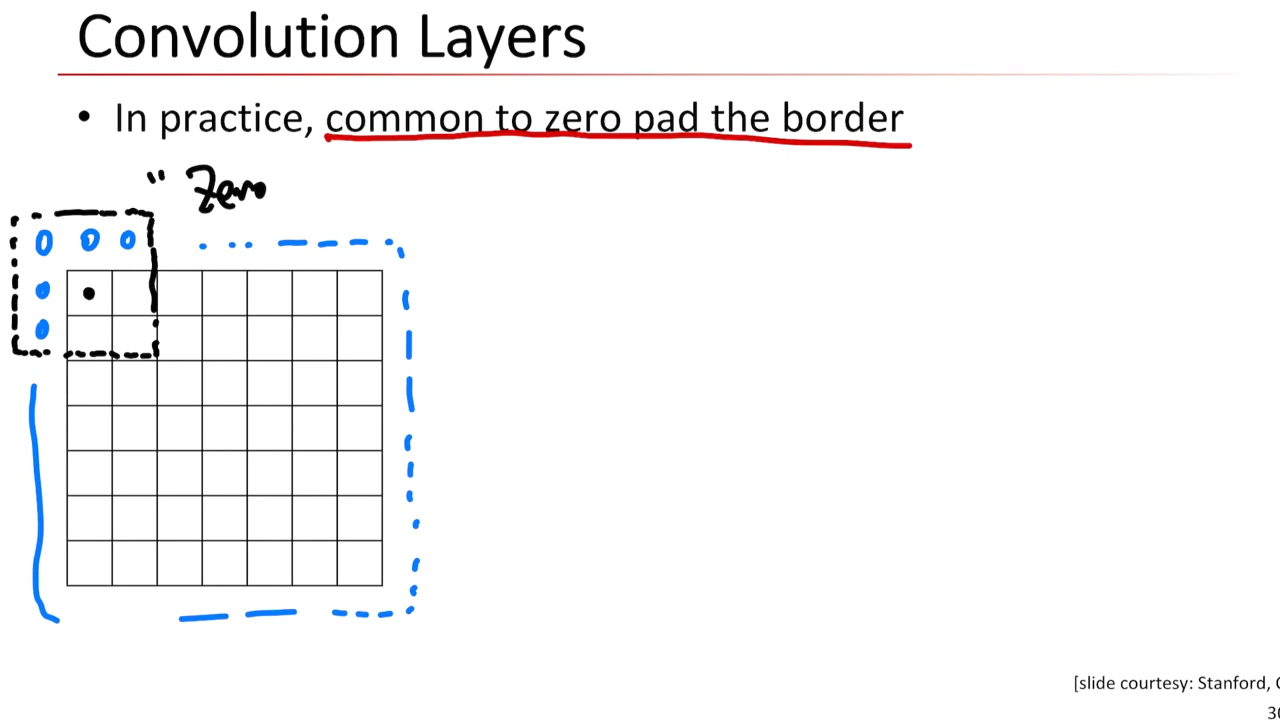 Convolution Layers
• In practice, common to zero pad the border
" Zero
0 0 0
0
0
[slide courtesy: Stanford, C
30